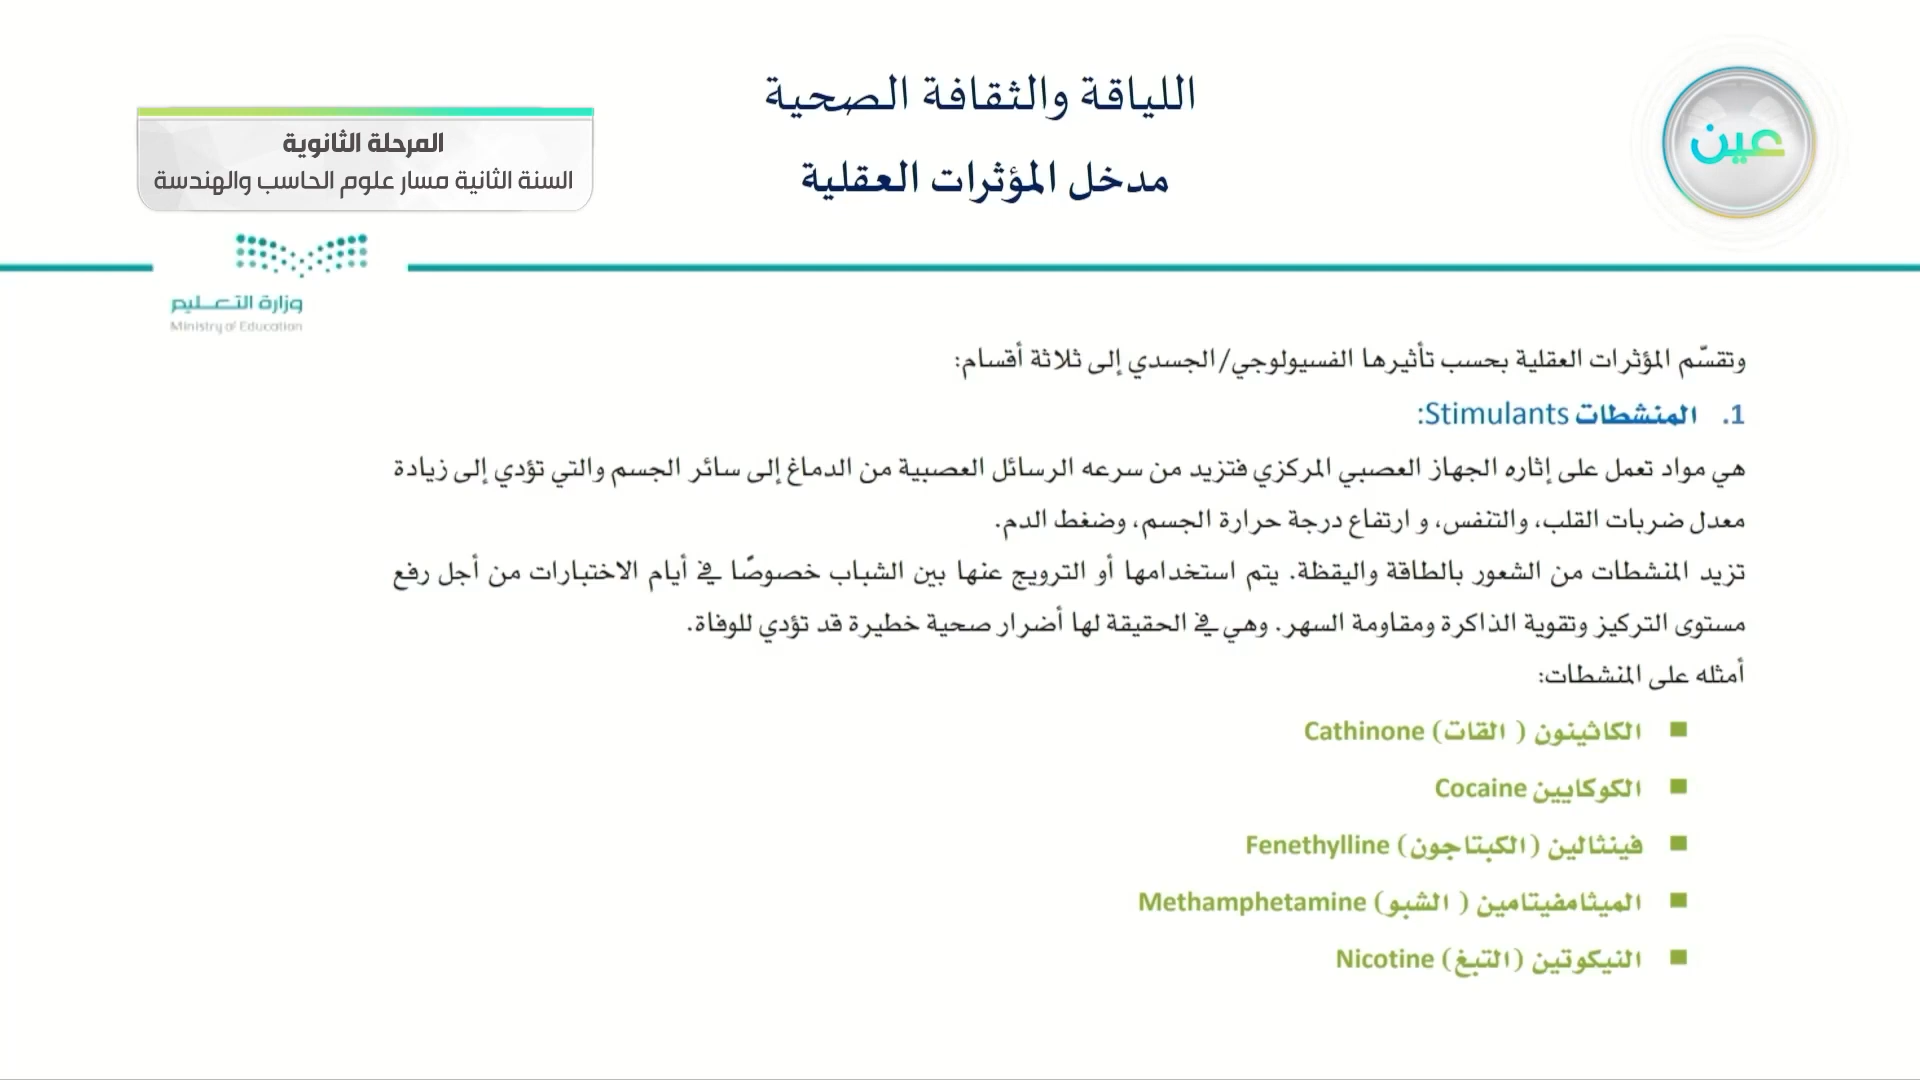 اللياقة والثقافة الصحية
مدخل المؤثرات العقلية
عين
المرحلة الثانوية
السنة الثانية مسار علوم الحاسب والهندسة
وزارة التعليم
Ministry of Education
وتقسّم المؤثرات العقلية بحسب تأثيرها الفسيولوجي/الجسدي إلى ثلاثة أقسام:
1. المنشطات Stimulants:
هي مواد تعمل على إثاره الجهاز العصبي المركزي فتزيد من سرعه الرسائل العصبية من الدماغ إلى سائر الجسم والتي تؤدي إلى زيادة
معدل ضربات القلب، والتنفس، و ارتفاع درجة حرارة الجسم، وضغط الدم.
تزيد المنشطات من الشعور بالطاقة واليقظة. يتم استخدامها أو الترويج عنها بين الشباب خصوصًا في أيام الاختبارات من أجل رفع
مستوى التركيز وتقوية الذاكرة ومقاومة السهر. وهي في الحقيقة لها أضرار صحية خطيرة قد تؤدي للوفاة.
أمثله على المنشطات:
■ الكاثينون ( القات) Cathinone
■ الكوكايين Cocaine
■ فينثالين (الكبتاجون) Fenethylline
■ الميثامفيتامين ( الشبو) Methamphetamine
■ النيكوتين (التبغ) Nicotine